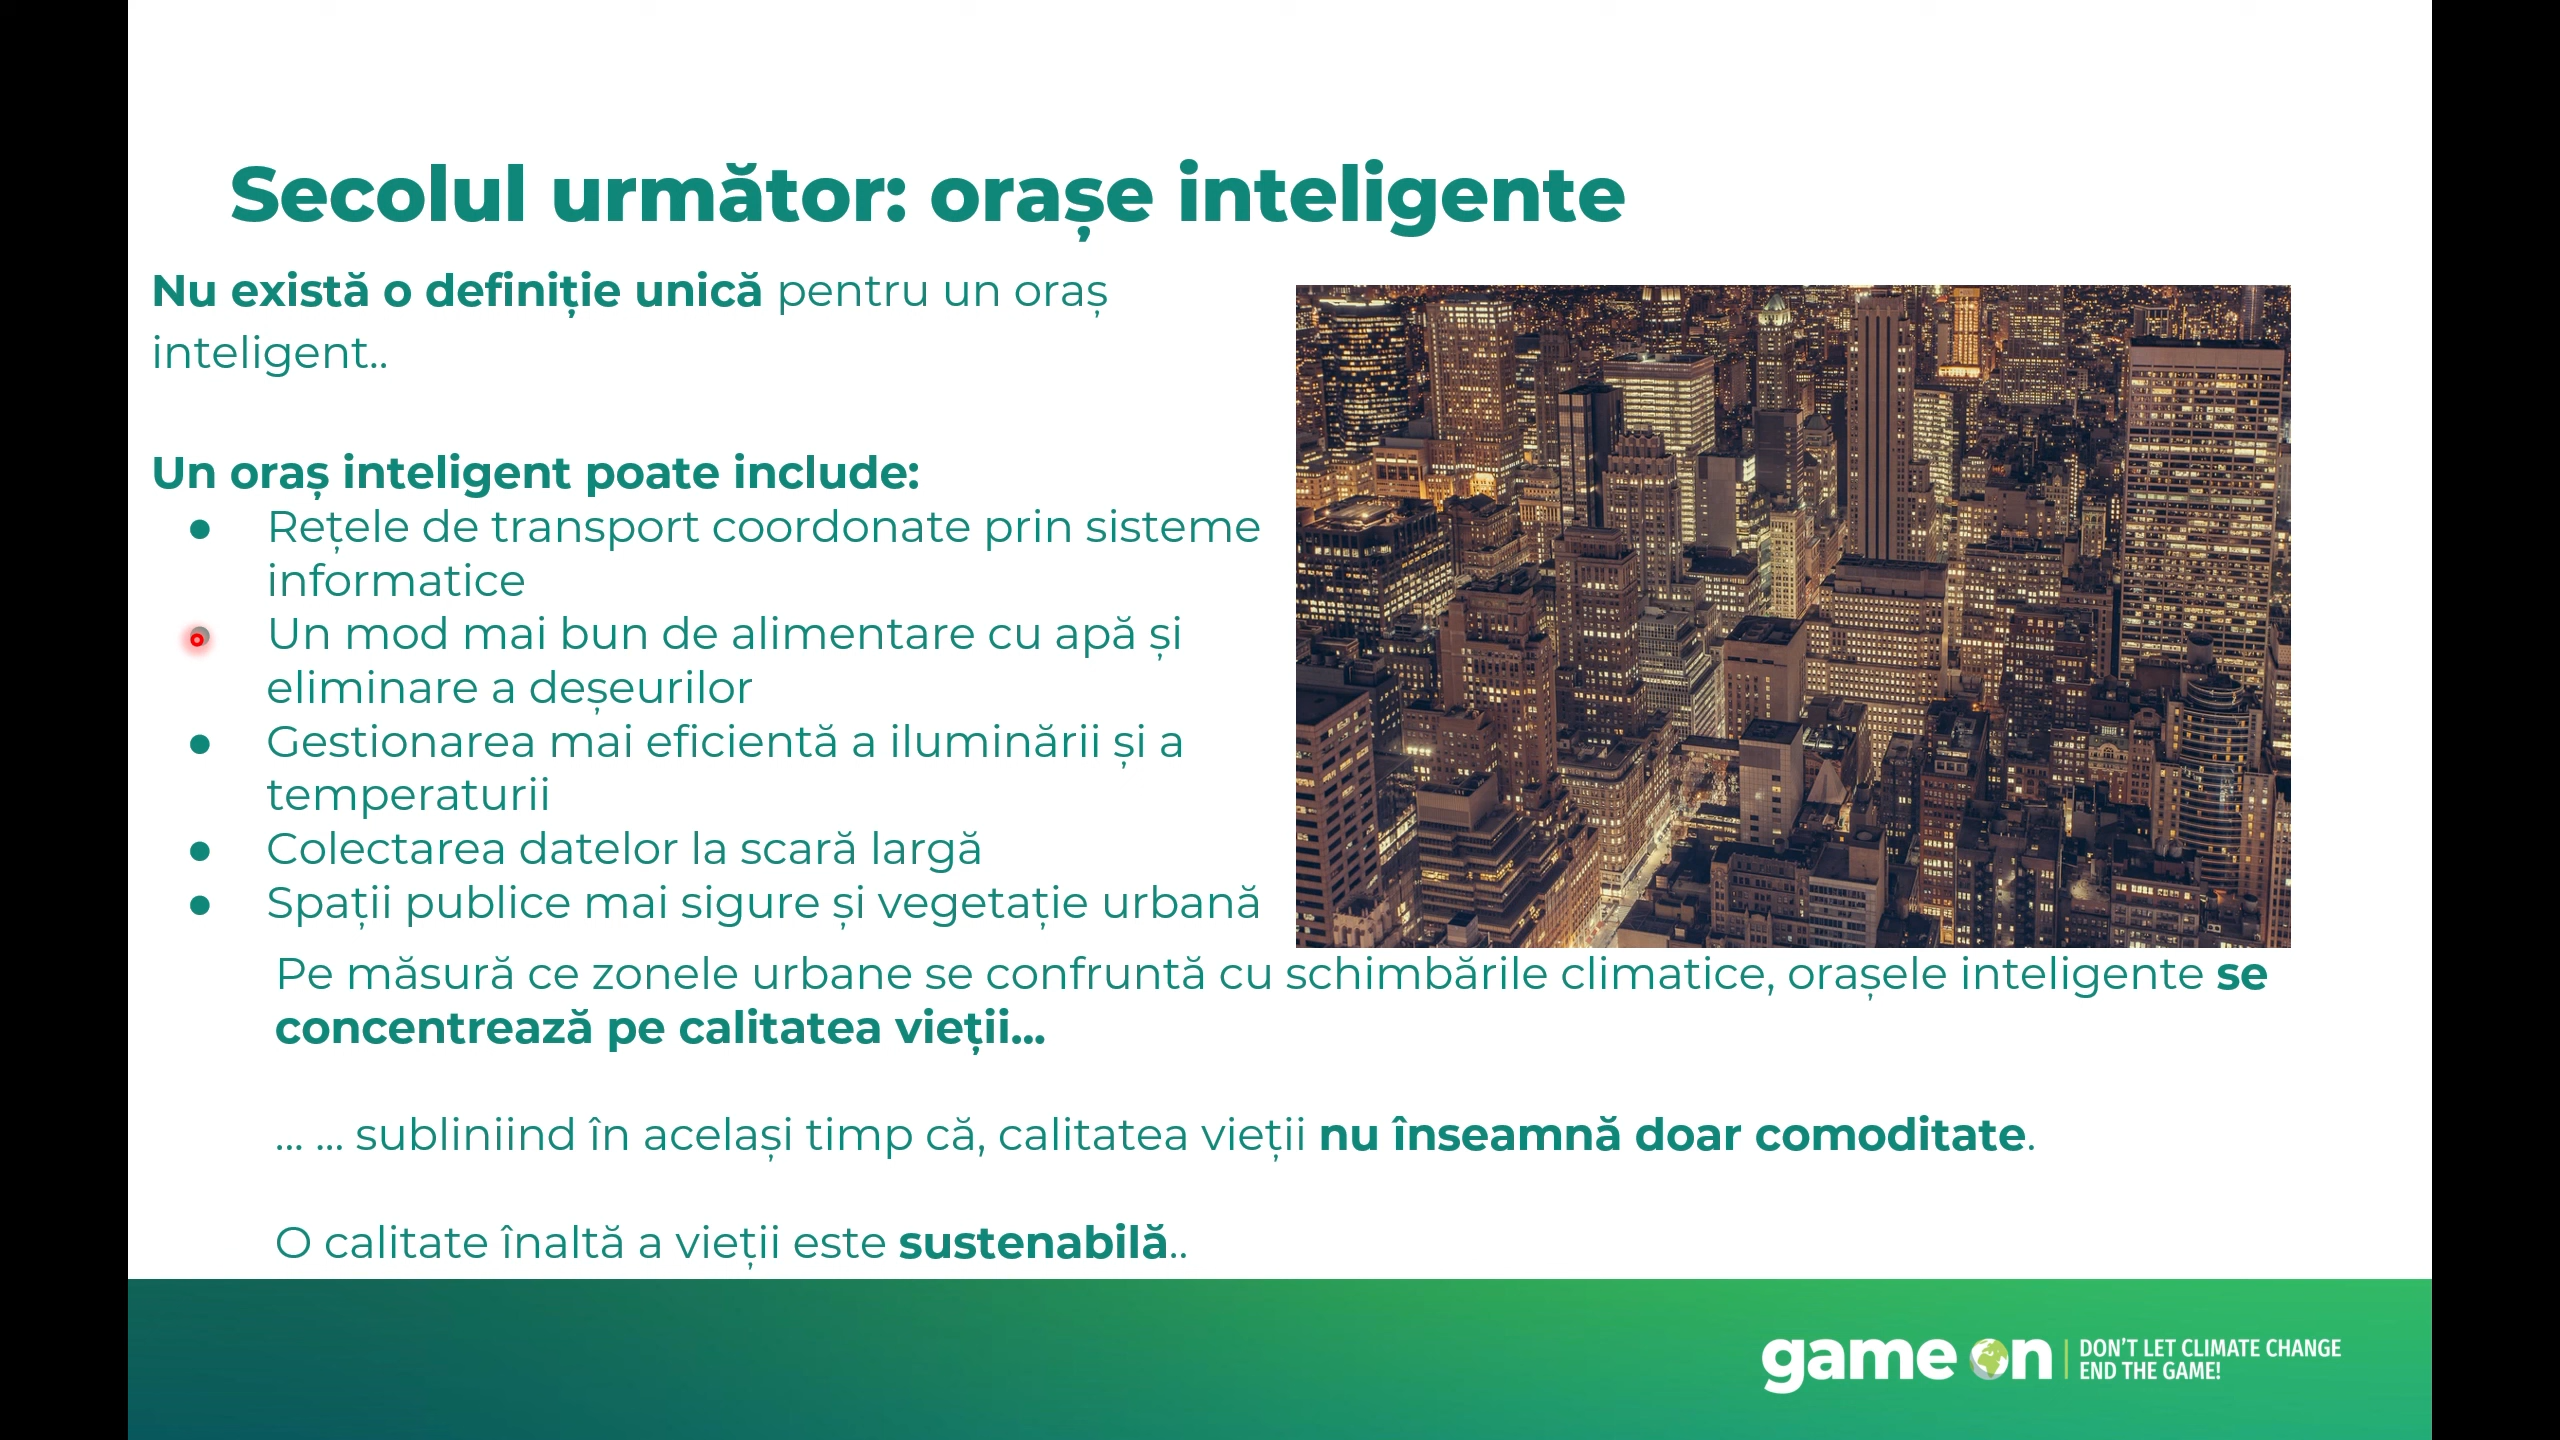 Secolul următor: orașe inteligente
Nu există o definiție unică pentru un oraș
inteligent..
Un oraș inteligent poate include:
● Rețele de transport coordonate prin sisteme
informatice
● Un mod mai bun de alimentare cu apă și
eliminare a deșeurilor
● Gestionarea mai eficientă a iluminării și a
temperaturii
● Colectarea datelor la scară largă
● Spații publice mai sigure și vegetație urbană
Pe măsură ce zonele urbane se confruntă cu schimbările climatice, orașele inteligente se
concentrează pe calitatea vieții...
... ... subliniind în același timp că, calitatea vieții nu înseamnă doar comoditate.
O calitate înaltă a vieții este sustenabilă..
game on
DON'T LET CLIMATE CHANGE
END THE GAME!